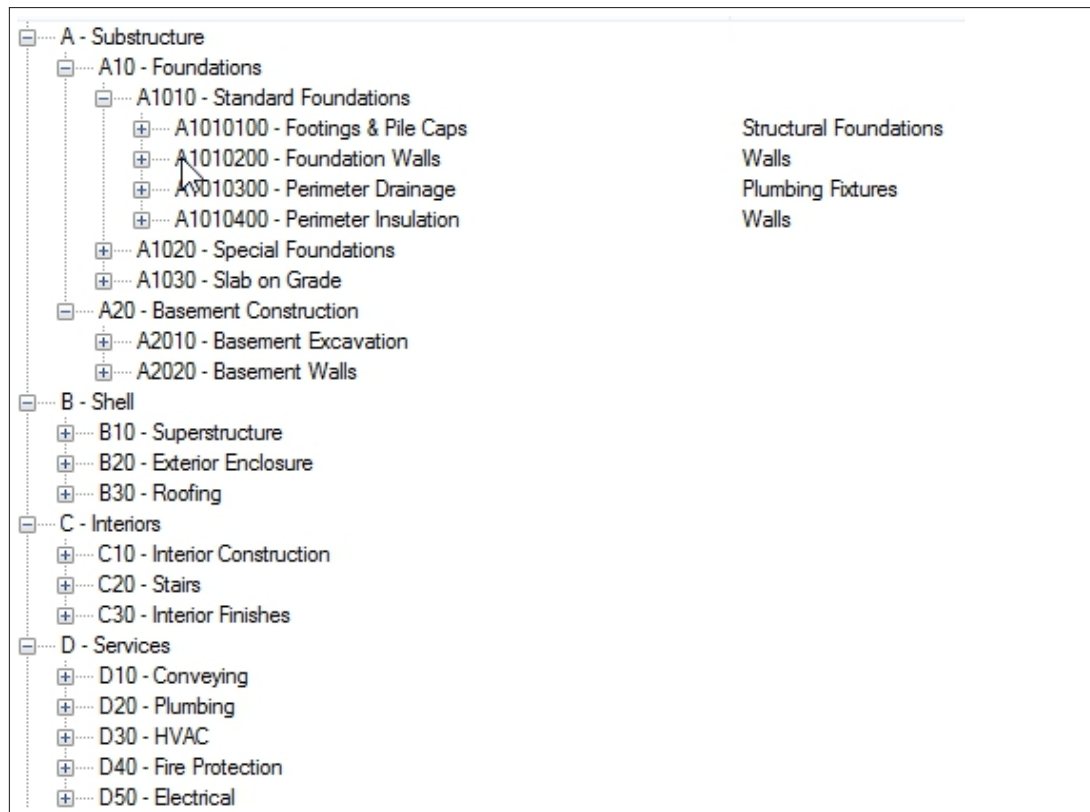 A - Substructure
A10 - Foundations
A1010 - Standard Foundations
A1010100 - Footings & Pile Caps Structural Foundations
A1010200 - Foundation Walls Walls
A1010300 - Perimeter Drainage Plumbing Fixtures
A1010400 - Perimeter Insulation Walls
A1020 - Special Foundations
A1030 - Slab on Grade
A20 - Basement Construction
A2010 - Basement Excavation
A2020 - Basement Walls
B - Shell
B10 - Superstructure
B20 - Exterior Enclosure
B30 - Roofing
C - Interiors
C10 - Interior Construction
C20 - Stairs
C30 - Interior Finishes
D - Services
D10 - Conveying
D20 - Plumbing
D30 - HVAC
D40 - Fire Protection
D50 - Electrical